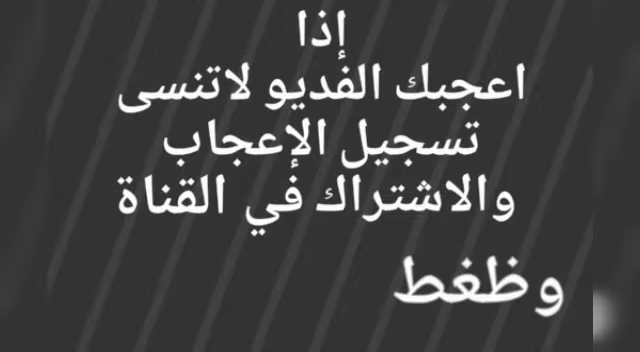 إذا
اعجبك الفديو لاتنسى
تسجيل الإعجاب
والاشتراك في القناة
وظغط